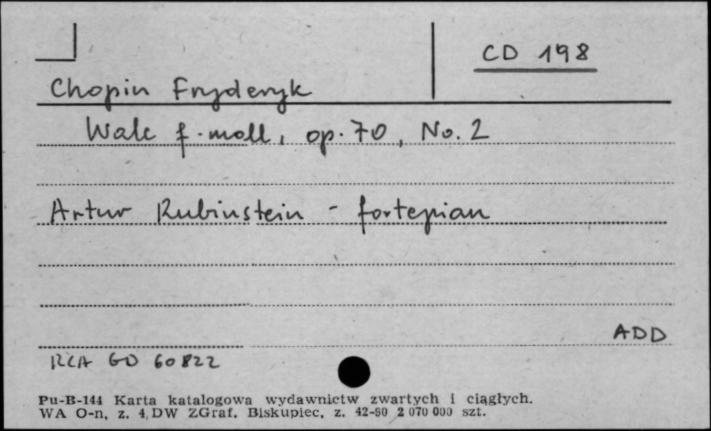 CD 198
Chopin Fryderyk
Walc f-moll, op. 70, No. 2
Artur Rubinstein - fortepian
ADD
RCA GD 60822
Pu-B-144 Karta katalogowa wydawnictw zwartych i ciągłych.
WA O-n, z. 4, DW ZGraf. Biskupiec, z. 42-80 2 070 000 szt.